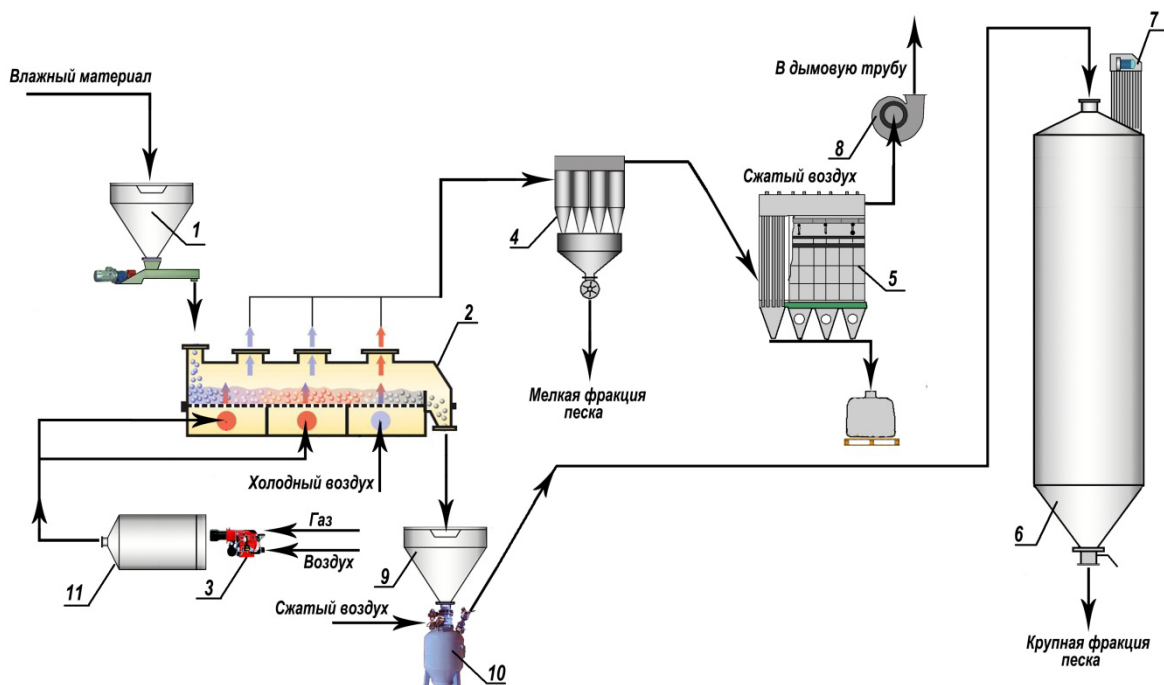 Влажный материал
1
2
Холодный воздух
Газ
Воздух
3
11
Сжатый воздух
9
10
4
Мелкая фракция
песка
В дымовую трубу
8
Сжатый воздух
5
7
6
Крупная фракция
песка